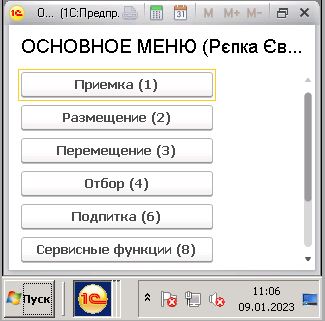 О... (1С:Предпр.
M M+ M-
ОСНОВНОЕ МЕНЮ (Рєпка Єв...
Приемка (1)
Размещение (2)
Перемещение (3)
Отбор (4)
Подпитка (6)
Сервисные функции (8)
Пуск
11:06
09.01.2023